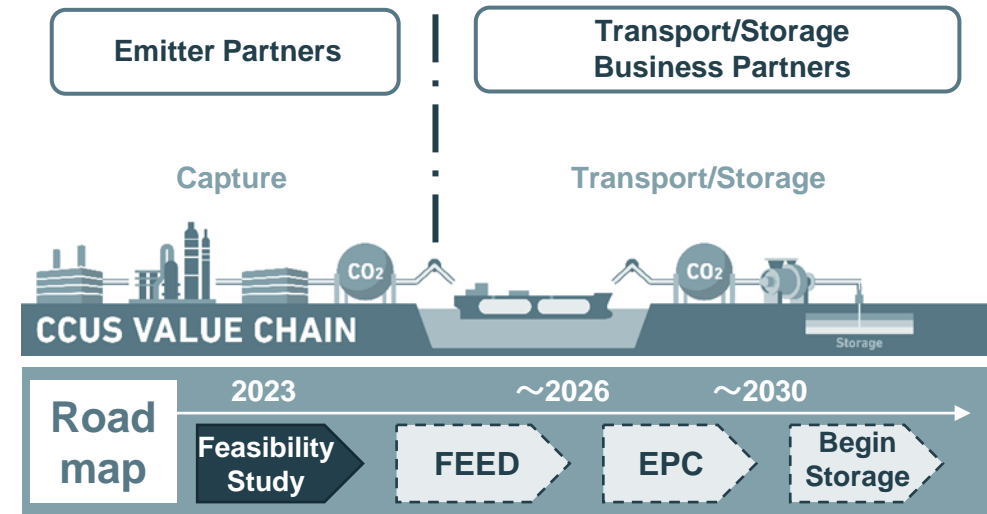 Emitter Partners
Transport/Storage
Business Partners
Capture
Transport/Storage
CO2
CO2
CCUS VALUE CHAIN
Storage
Road
map
2023
～2026
～2030
Feasibility
Study
FEED
EPC
Begin
Storage